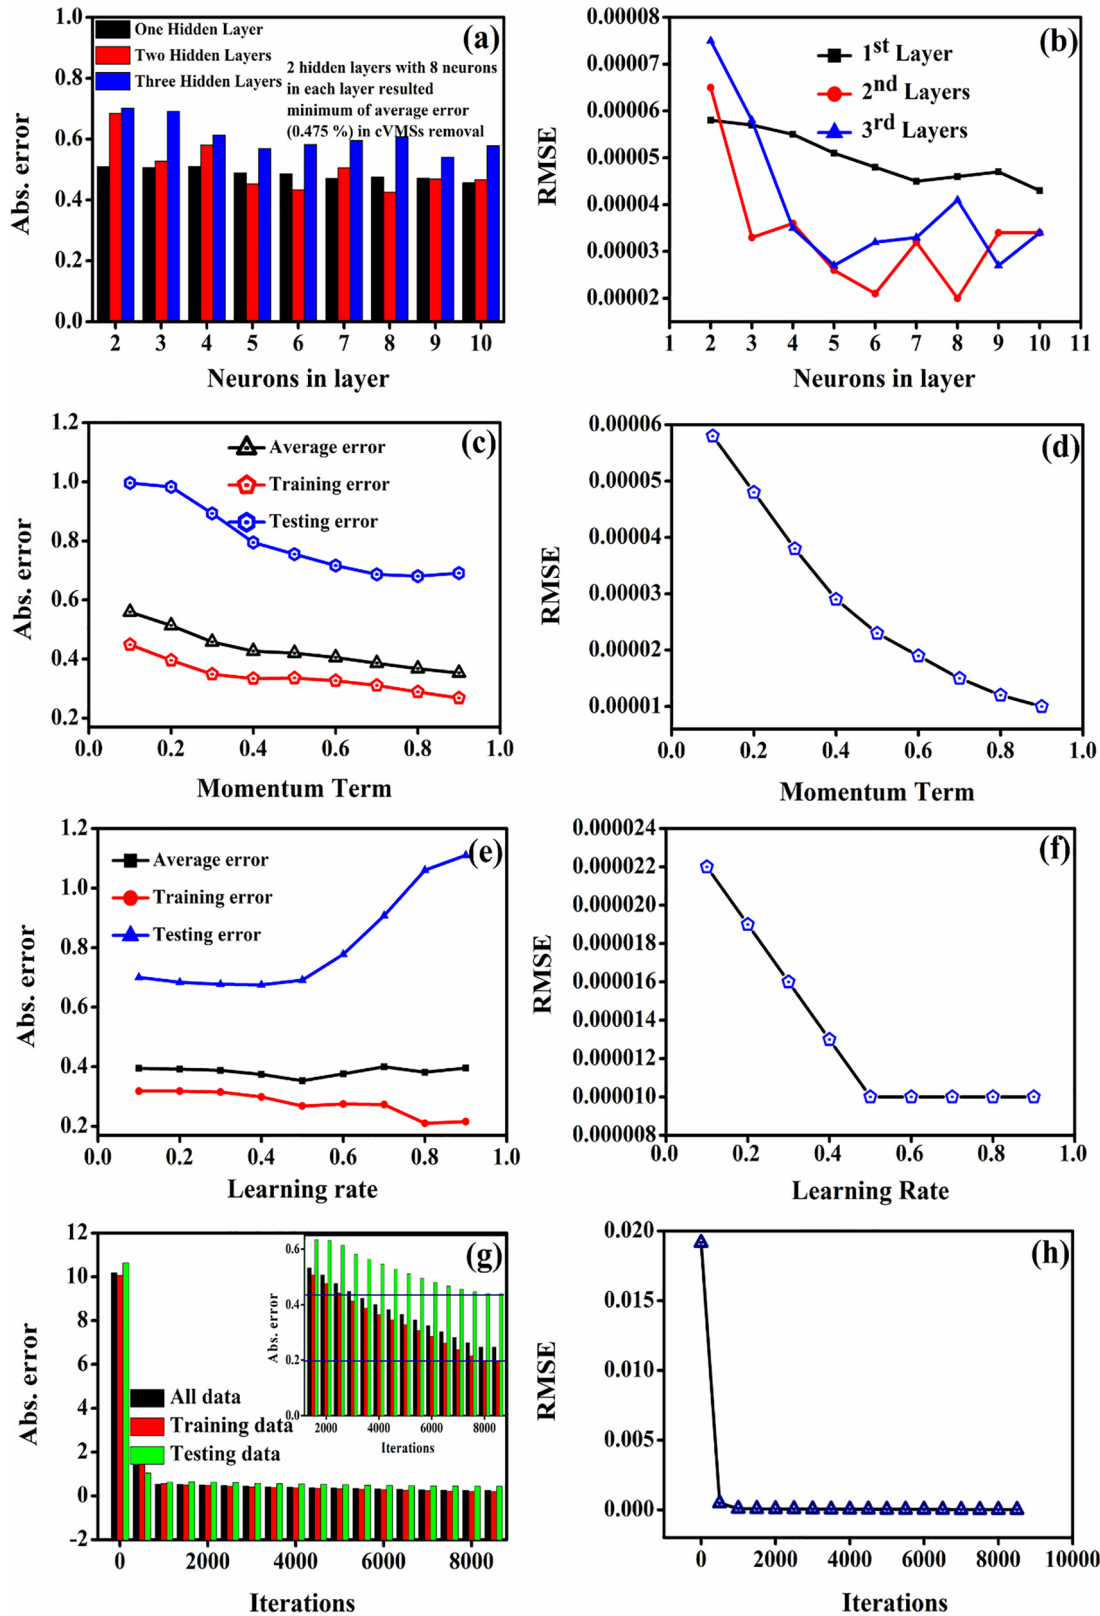 (a)
One Hidden Layer
Two Hidden Layers
Three Hidden Layers
2 hidden layers with 8 neurons
in each layer resulted
minimum of average error
(0.475 %) in cVMSs removal
1.0
0.8
0.6
0.4
0.2
0.0
Abs. error
2 3 4 5 6 7 8 9 10
Neurons in layer
(b)
1st Layer
2nd Layers
3rd Layers
0.00008
0.00007
0.00006
0.00005
0.00004
0.00003
0.00002
RMSE
1 2 3 4 5 6 7 8 9 10 11
Neurons in layer
(c)
Average error
Training error
Testing error
1.2
1.0
0.8
0.6
0.4
0.2
Abs. error
0.0 0.2 0.4 0.6 0.8 1.0
Momentum Term
(d)
0.00006
0.00005
0.00004
0.00003
0.00002
0.00001
RMSE
0.0 0.2 0.4 0.6 0.8 1.0
Momentum Term
(e)
Average error
Training error
Testing error
1.2
1.0
0.8
0.6
0.4
0.2
Abs. error
0.0 0.2 0.4 0.6 0.8 1.0
Learning rate
(f)
0.000024
0.000022
0.000020
0.000018
0.000016
0.000014
0.000012
0.000010
0.000008
RMSE
0.0 0.2 0.4 0.6 0.8 1.0
Learning Rate
(g)
12
10
8
6
4
2
0
-2
Abs. error
All data
Training data
Testing data
0.6
0.4
0.2
0.0
Abs. error
2000 4000 6000 8000
Iterations
0 2000 4000 6000 8000
Iterations
(h)
0.020
0.015
0.010
0.005
0.000
RMSE
0 2000 4000 6000 8000 10000
Iterations